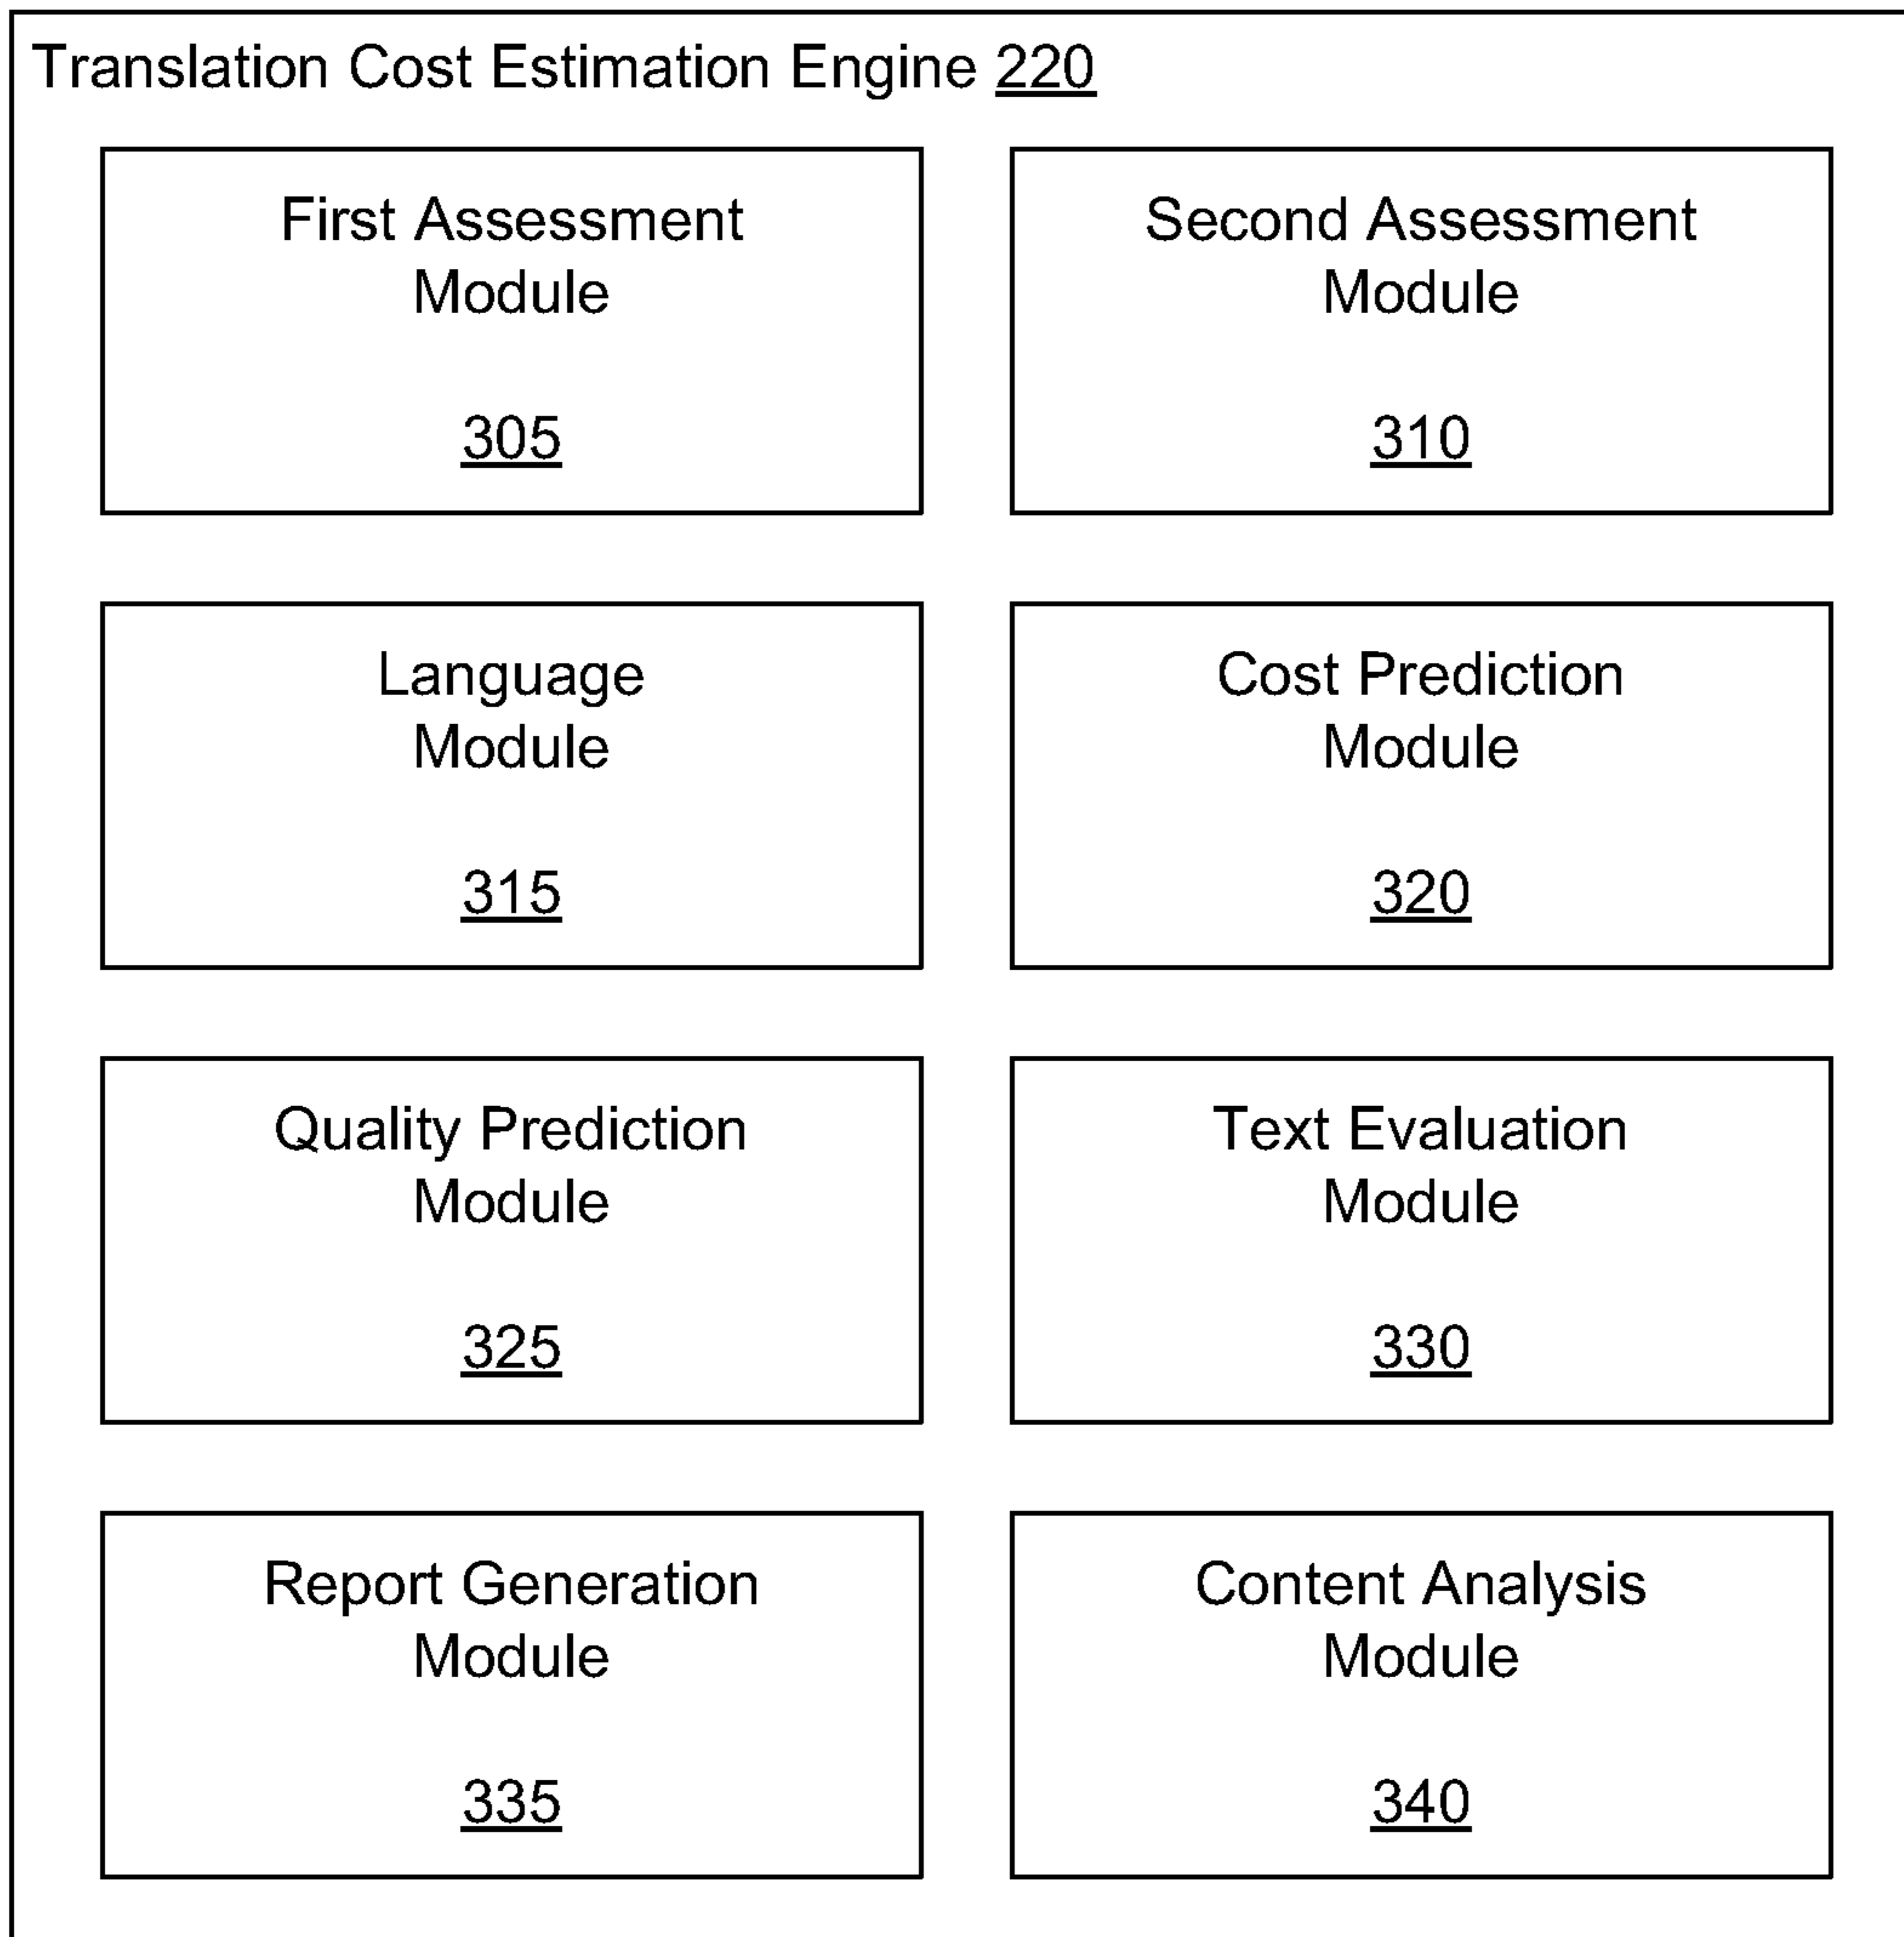 Translation Cost Estimation Engine 220
First Assessment
Module
305
Second Assessment
Module
310
Language
Module
315
Cost Prediction
Module
320
Quality Prediction
Module
325
Text Evaluation
Module
330
Report Generation
Module
335
Content Analysis
Module
340